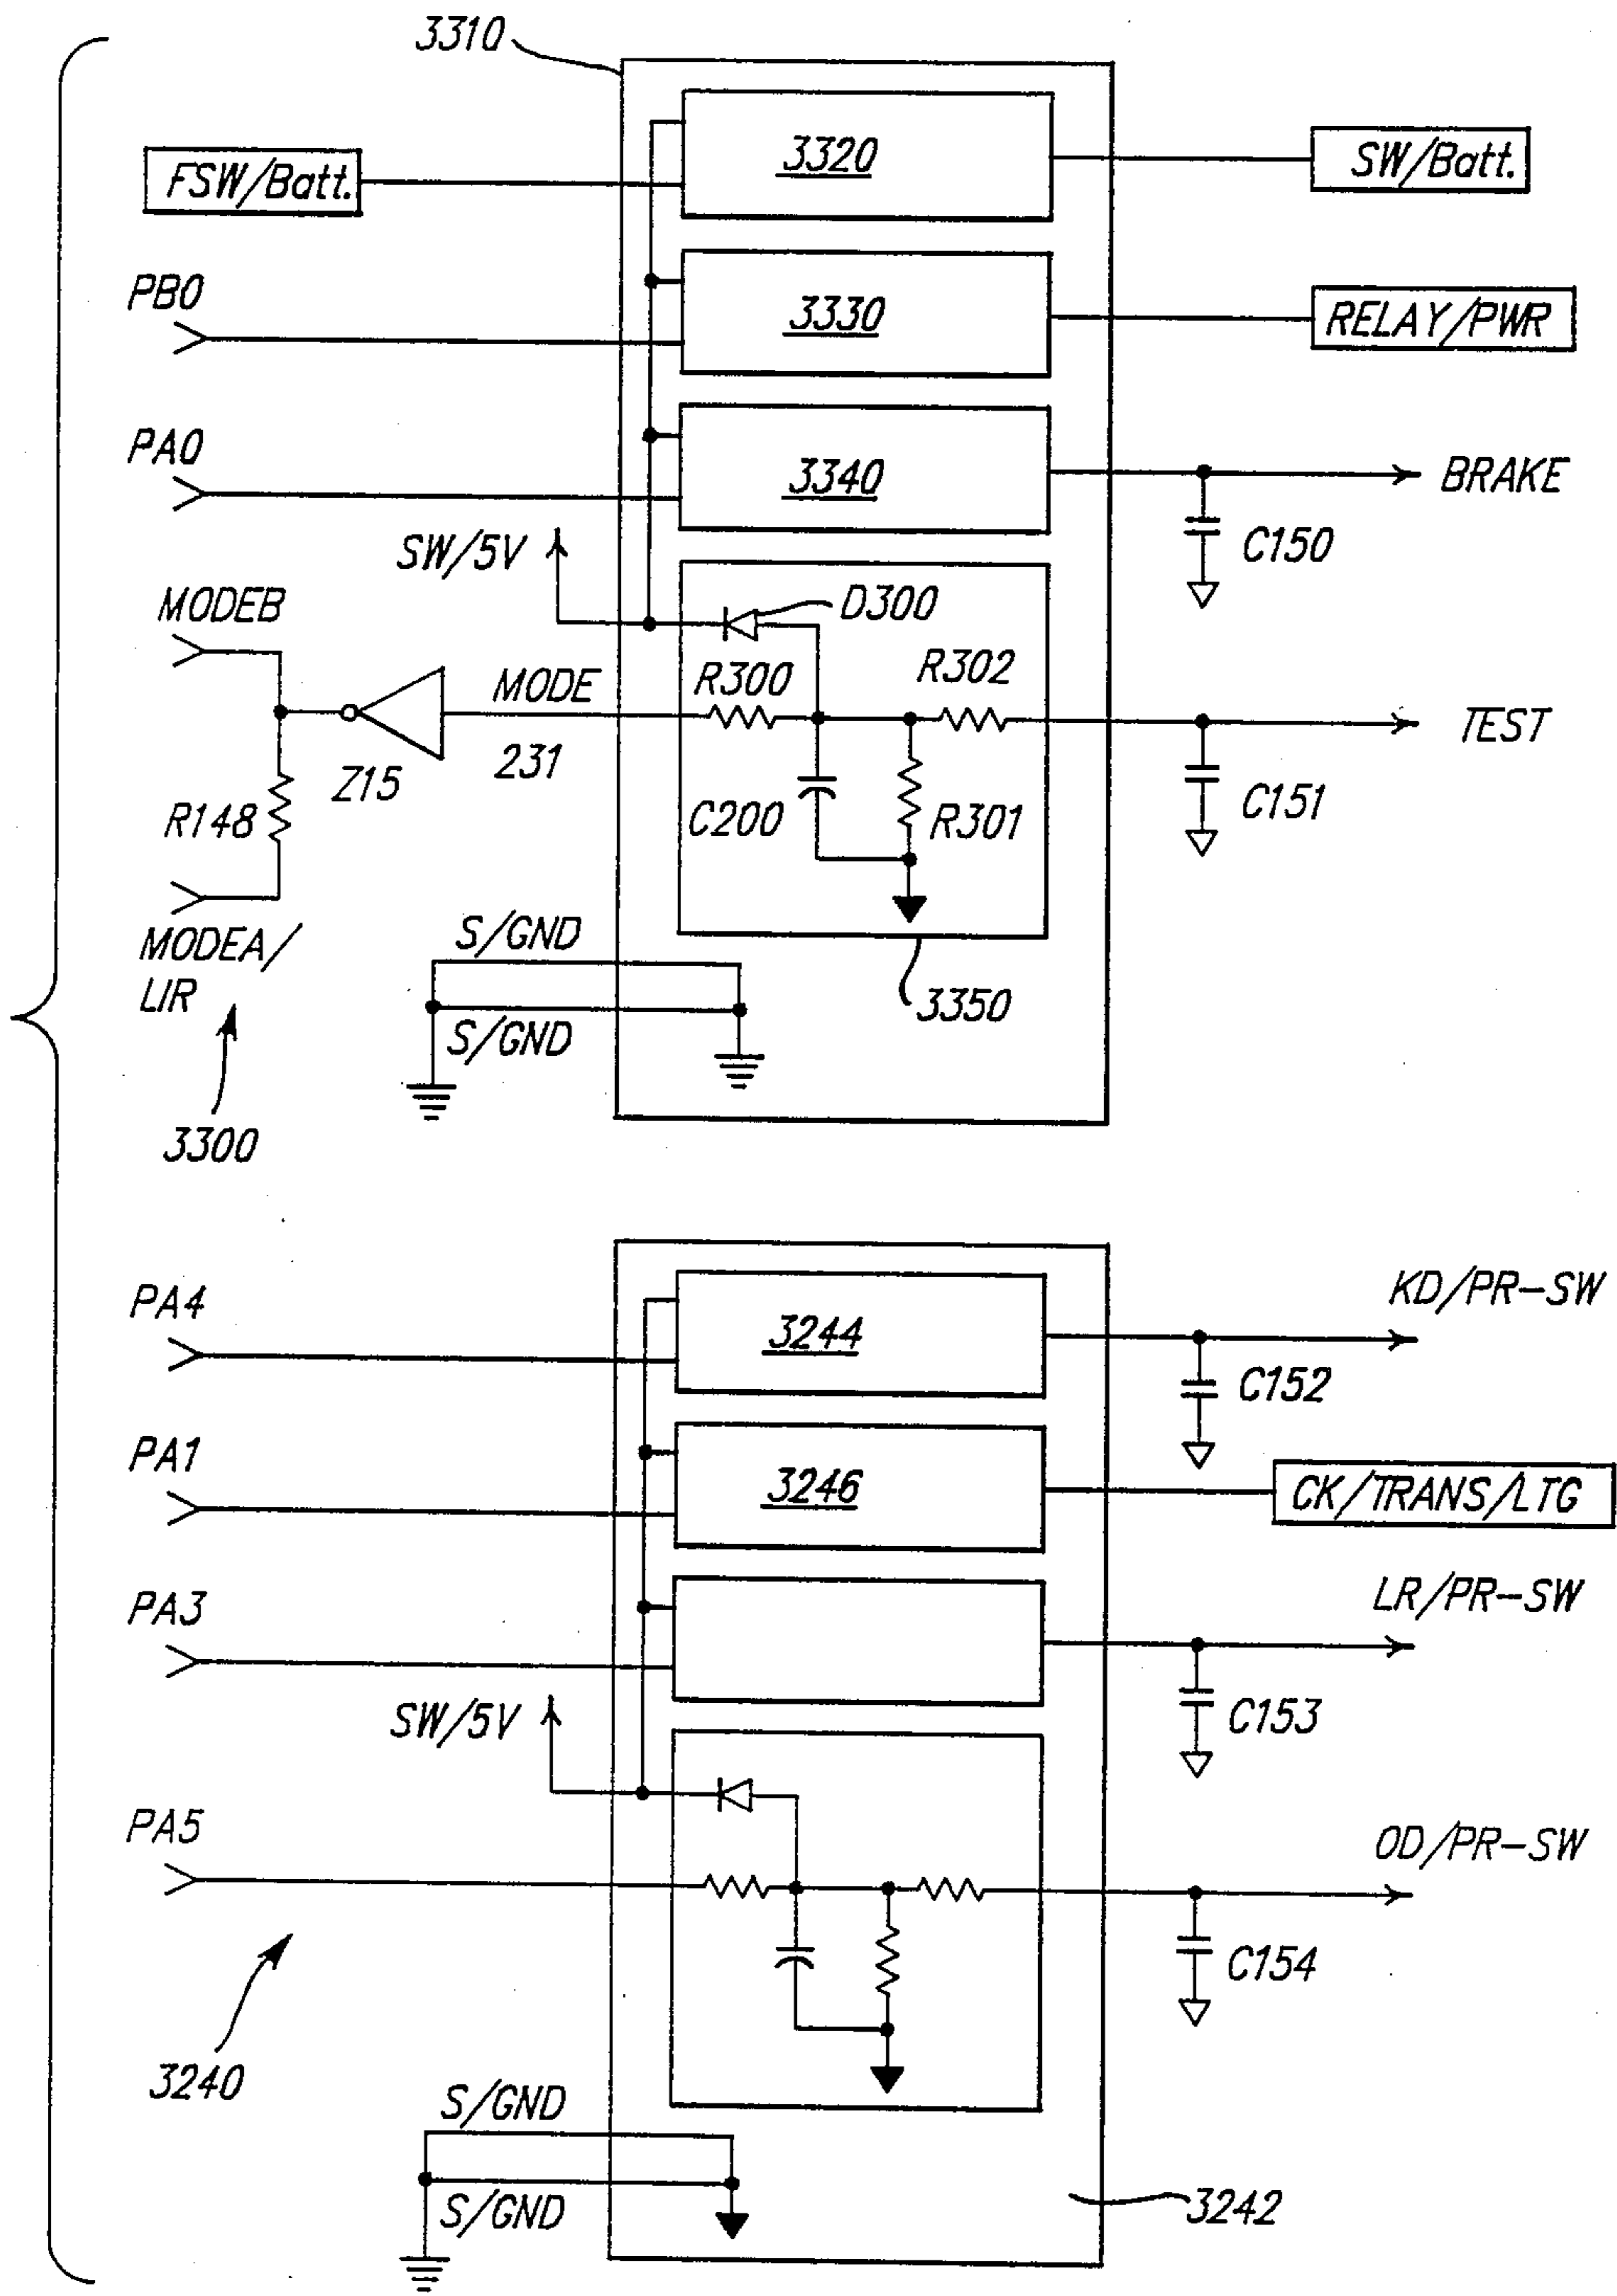 3310
3320
FSW/Batt.
SW/Batt.
PB0
3330
RELAY/PWR
PA0
3340
BRAKE
SW/5V
C150
MODEB
D300
MODE
R300
R302
TEST
231
Z15
R148
C200
R301
C151
MODEA/
LIR
S/GND
S/GND
3350
3300
PA4
3244
KD/PR-SW
C152
PA1
3246
CK/TRANS/LTG
PA3
LR/PR-SW
SW/5V
C153
PA5
OD/PR-SW
C154
3240
S/GND
S/GND
3242